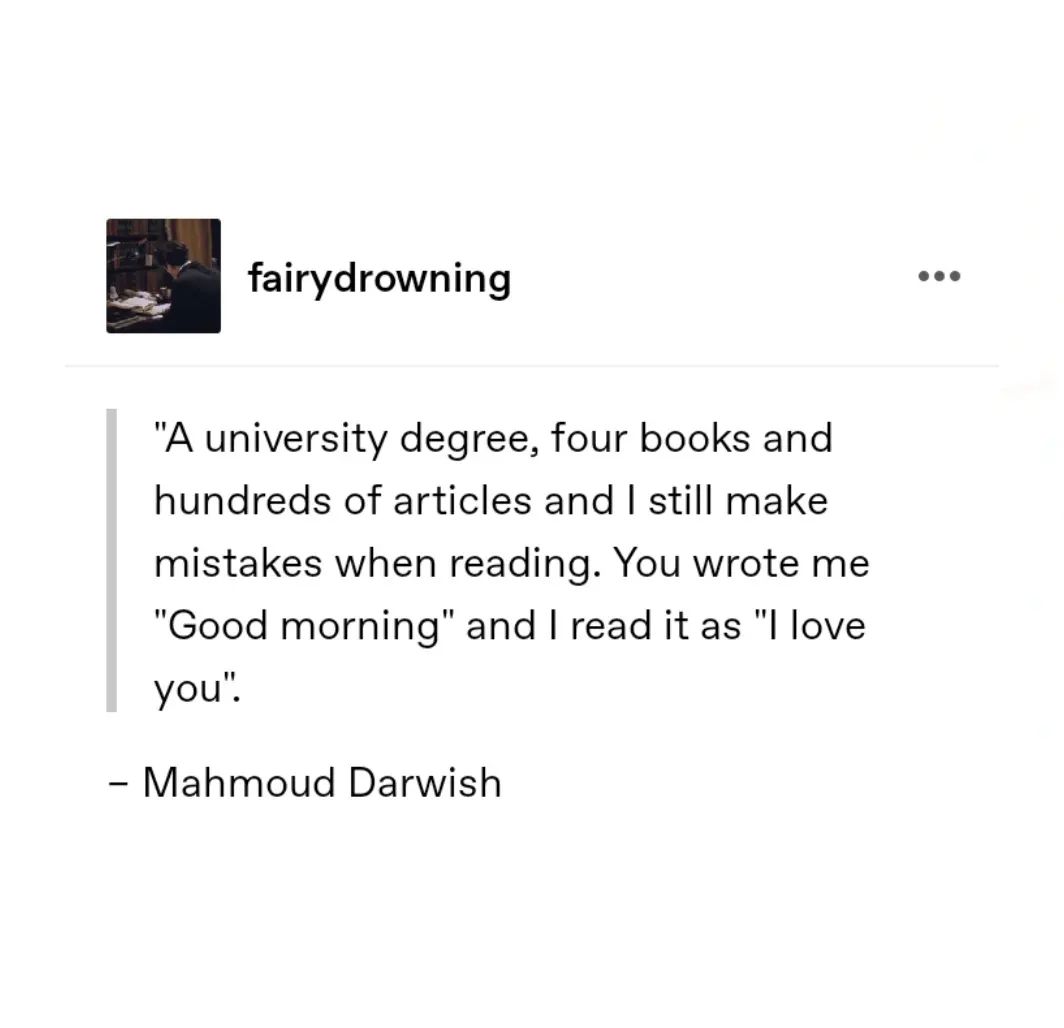 fairydrowning
"A university degree, four books and
hundreds of articles and I still make
mistakes when reading. You wrote me
"Good morning" and I read it as "I love
you".
– Mahmoud Darwish